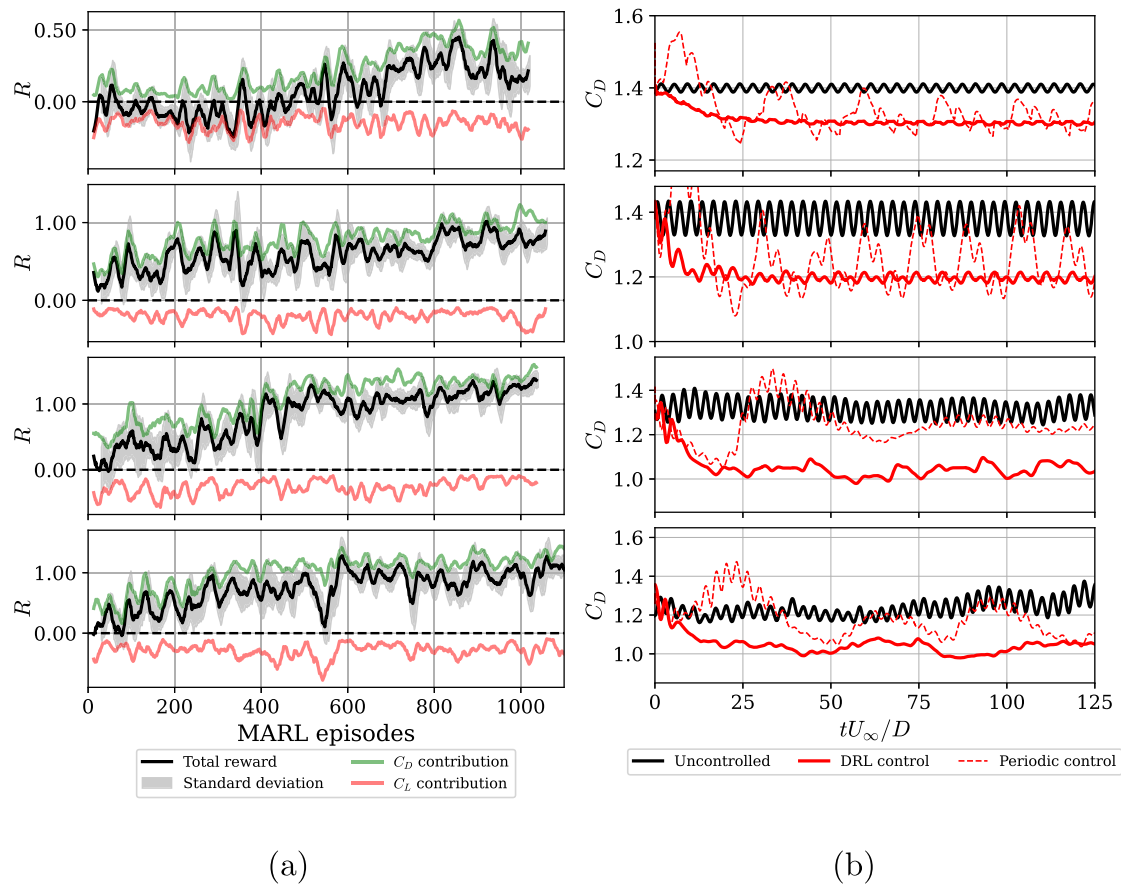 0.50
0.00
R
1.00
0.00
R
1.00
0.00
R
1.00
0.00
R
0 200 400 600 800 1000
MARL episodes
Total reward
Standard deviation
C_D contribution
C_L contribution
(a)
1.6
1.4
1.2
C_D
1.4
1.2
1.0
C_D
1.4
1.2
1.0
C_D
1.6
1.4
1.2
1.0
C_D
0 25 50 75 100 125
tU_∞/D
Uncontrolled DRL control Periodic control
(b)